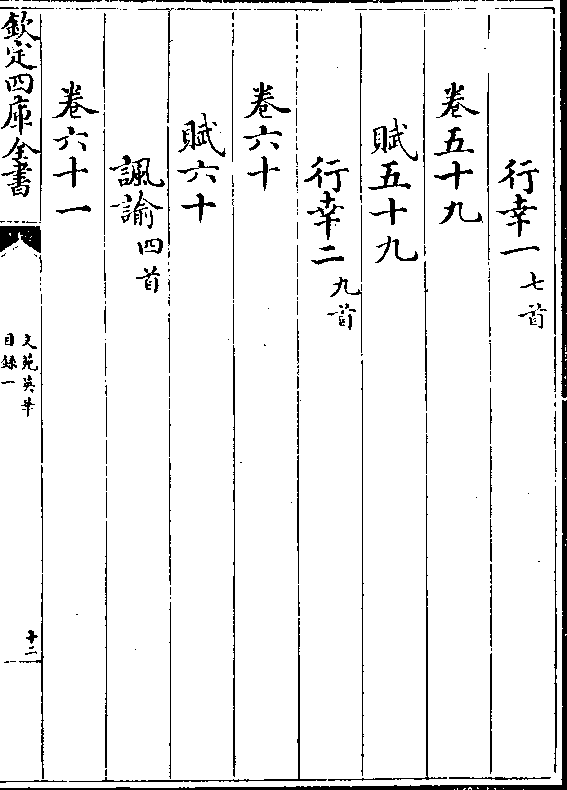 行幸一七首
卷五十九
賦五十九
行幸二九首
卷六十
賦六十
諷諭四首
卷六十一
欽定四庫全書
文苑英華
目錄一
十二